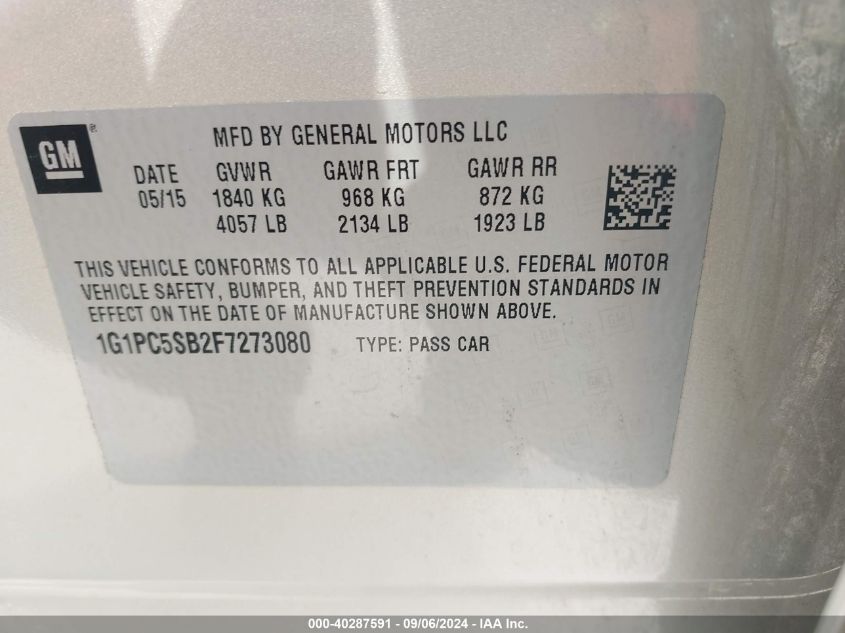 GM ®
MFD BY GENERAL MOTORS LLC
DATE GVWR GAWR FRT GAWR RR
05/15 1840 KG 968 KG 872 KG
4057 LB 2134 LB 1923 LB
THIS VEHICLE CONFORMS TO ALL APPLICABLE U.S. FEDERAL MOTOR
VEHICLE SAFETY, BUMPER, AND THEFT PREVENTION STANDARDS IN
EFFECT ON THE DATE OF MANUFACTURE SHOWN ABOVE.
1G1PC5SB2F7273080 TYPE: PASS CAR
000-40287591 - 09/06/2024 - IAA Inc.